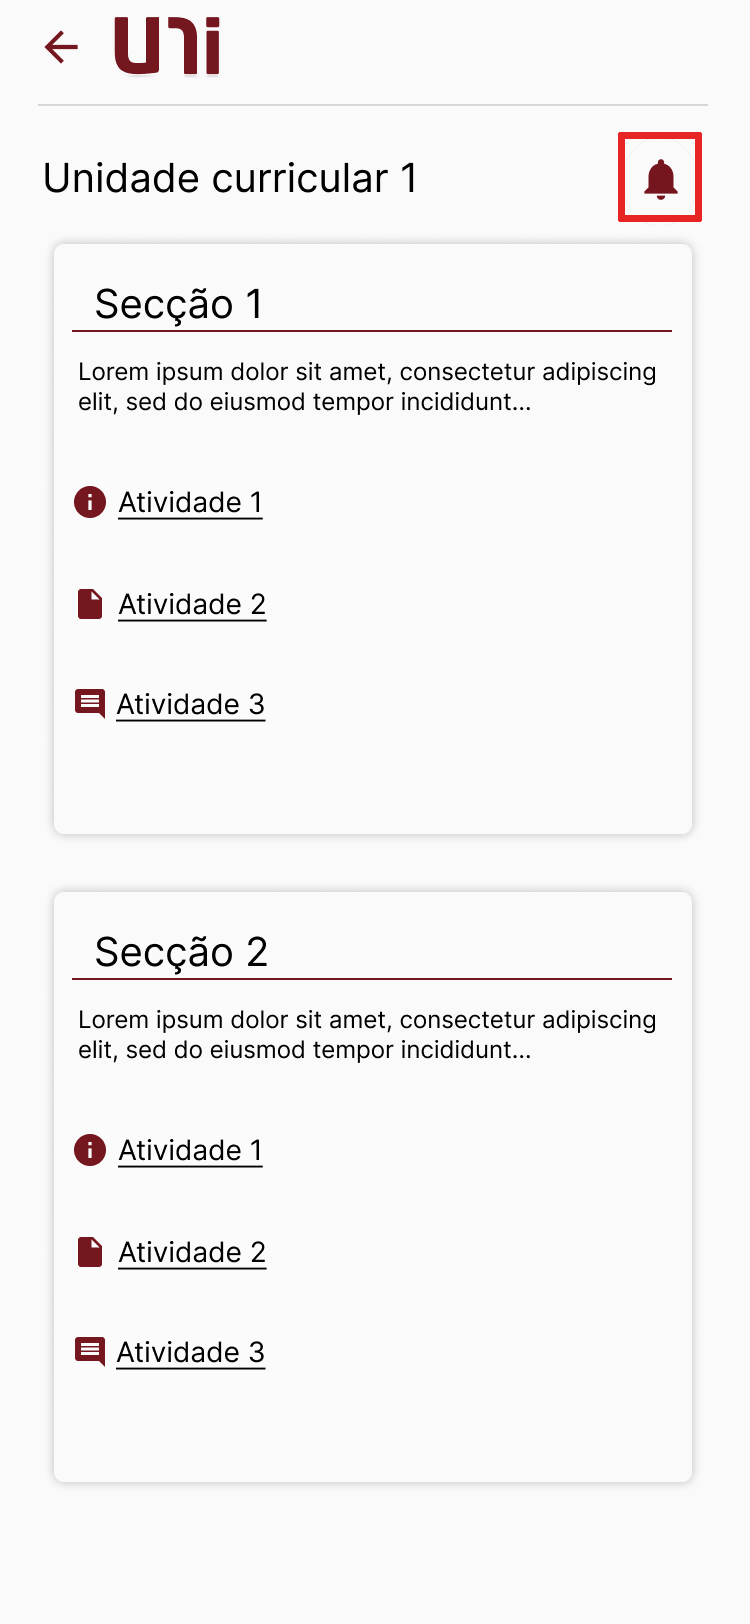 uni
Unidade curricular 1
Secção 1
Lorem ipsum dolor sit amet, consectetur adipiscing
elit, sed do eiusmod tempor incididunt...
Atividade 1
Atividade 2
Atividade 3
Secção 2
Lorem ipsum dolor sit amet, consectetur adipiscing
elit, sed do eiusmod tempor incididunt...
Atividade 1
Atividade 2
Atividade 3